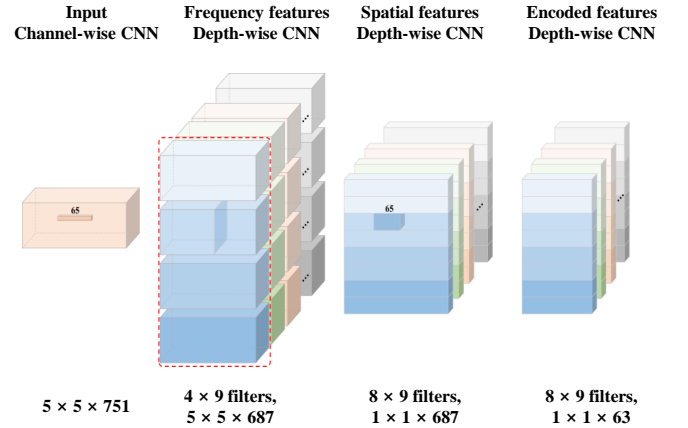 Input
Channel-wise CNN
Frequency features
Depth-wise CNN
Spatial features
Depth-wise CNN
Encoded features
Depth-wise CNN
65
65
5 × 5 × 751
4 × 9 filters,
5 × 5 × 687
8 × 9 filters,
1 × 1 × 687
8 × 9 filters,
1 × 1 × 63